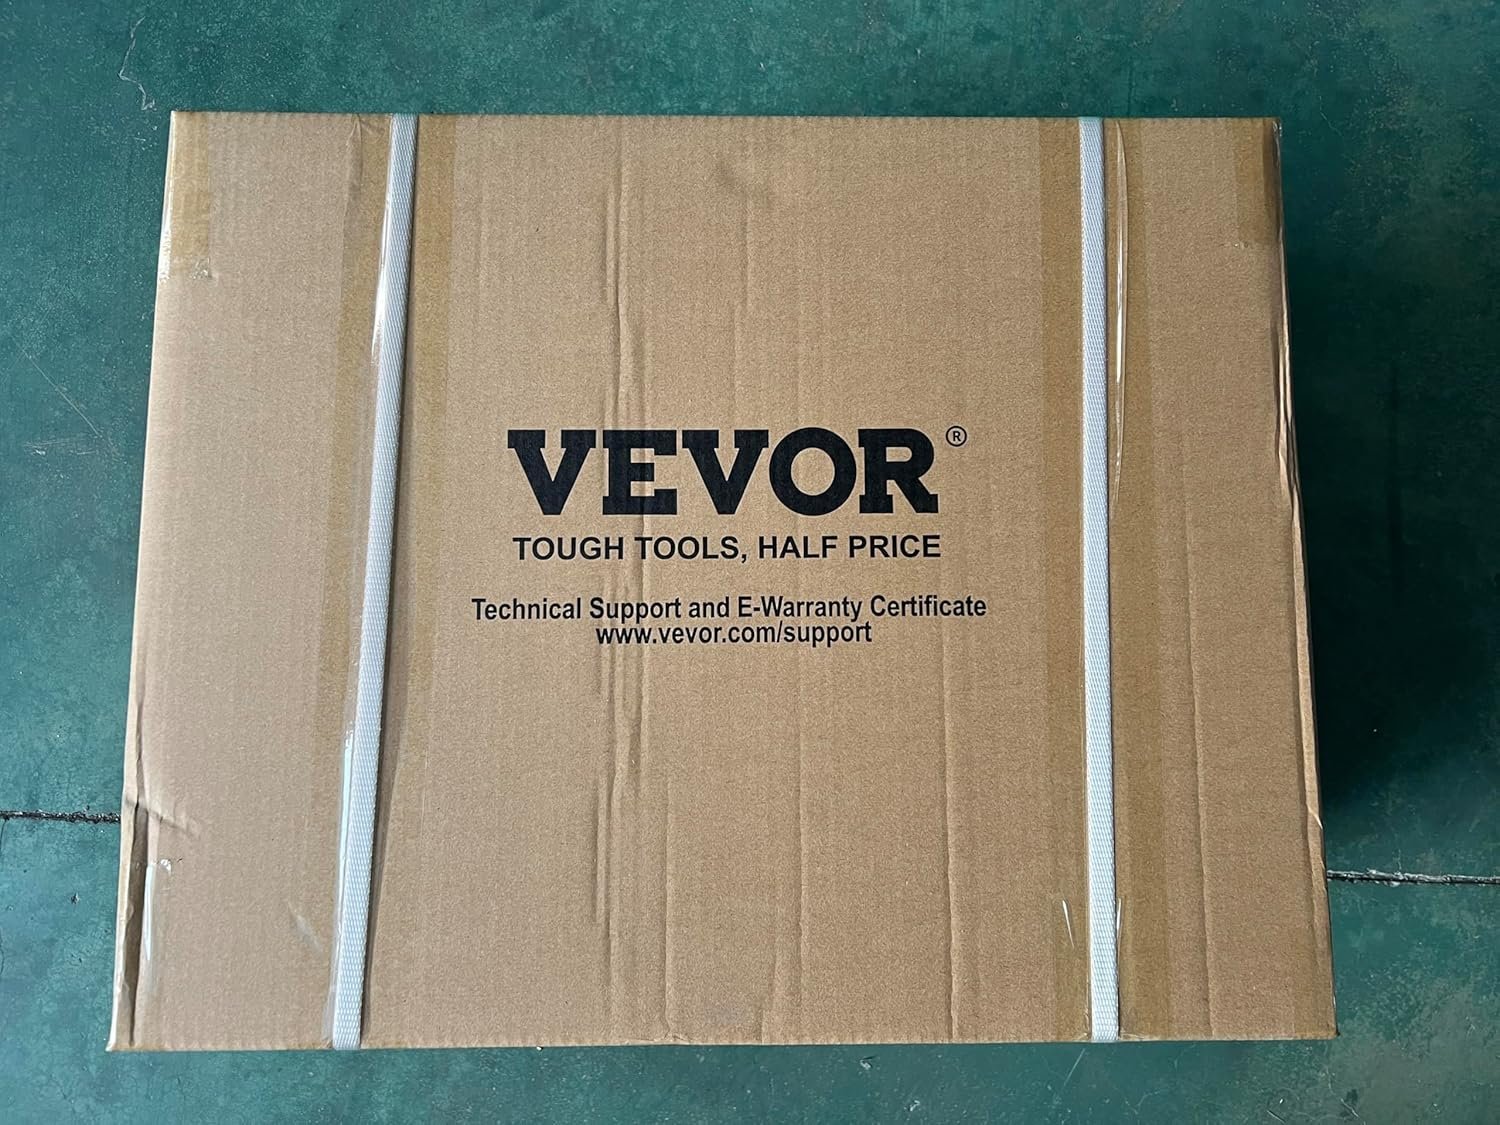 VEVOR®
TOUGH TOOLS, HALF PRICE
Technical Support and E-Warranty Certificate
www.vevor.com/support